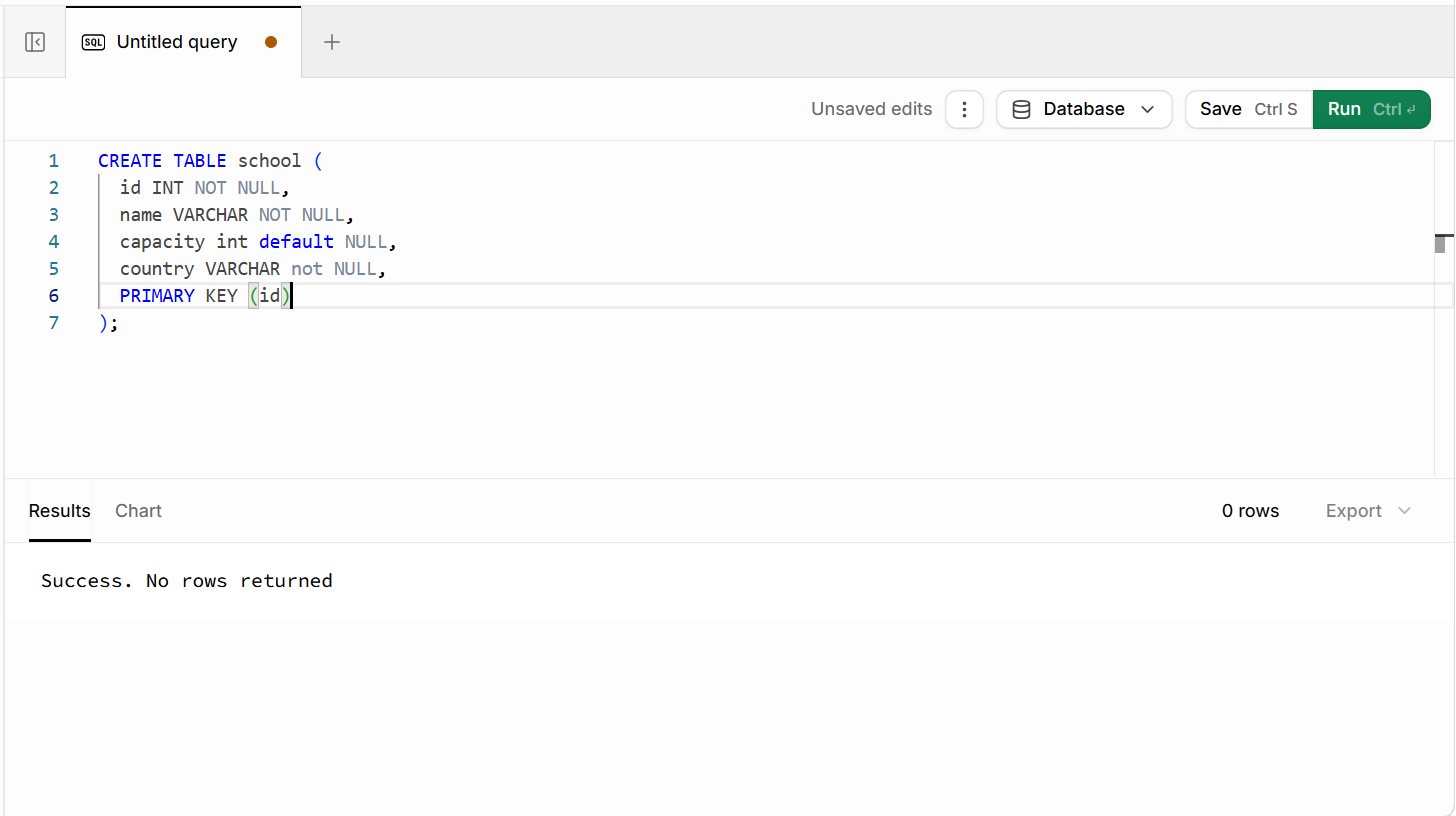 SQL Untitled query
Unsaved edits Database Save Ctrl S Run Ctrl ↵
1 CREATE TABLE school (
2 id INT NOT NULL,
3 name VARCHAR NOT NULL,
4 capacity int default NULL,
5 country VARCHAR not NULL,
6 PRIMARY KEY (id)
7 );
Results Chart 0 rows Export
Success. No rows returned